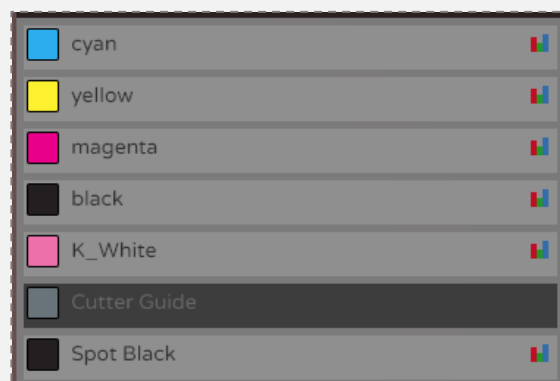 cyan
yellow
magenta
black
K_White
Cutter Guide
Spot Black